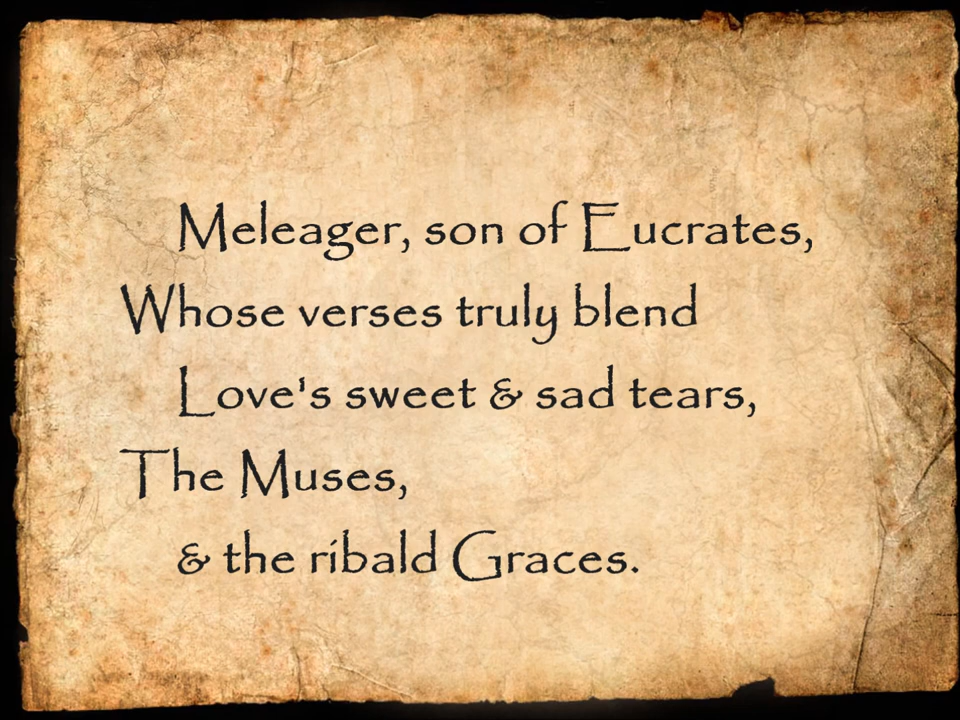 Meleager, son of Eucrates,
Whose verses truly blend
Love's sweet & sad tears,
The Muses,
& the ribald Graces.